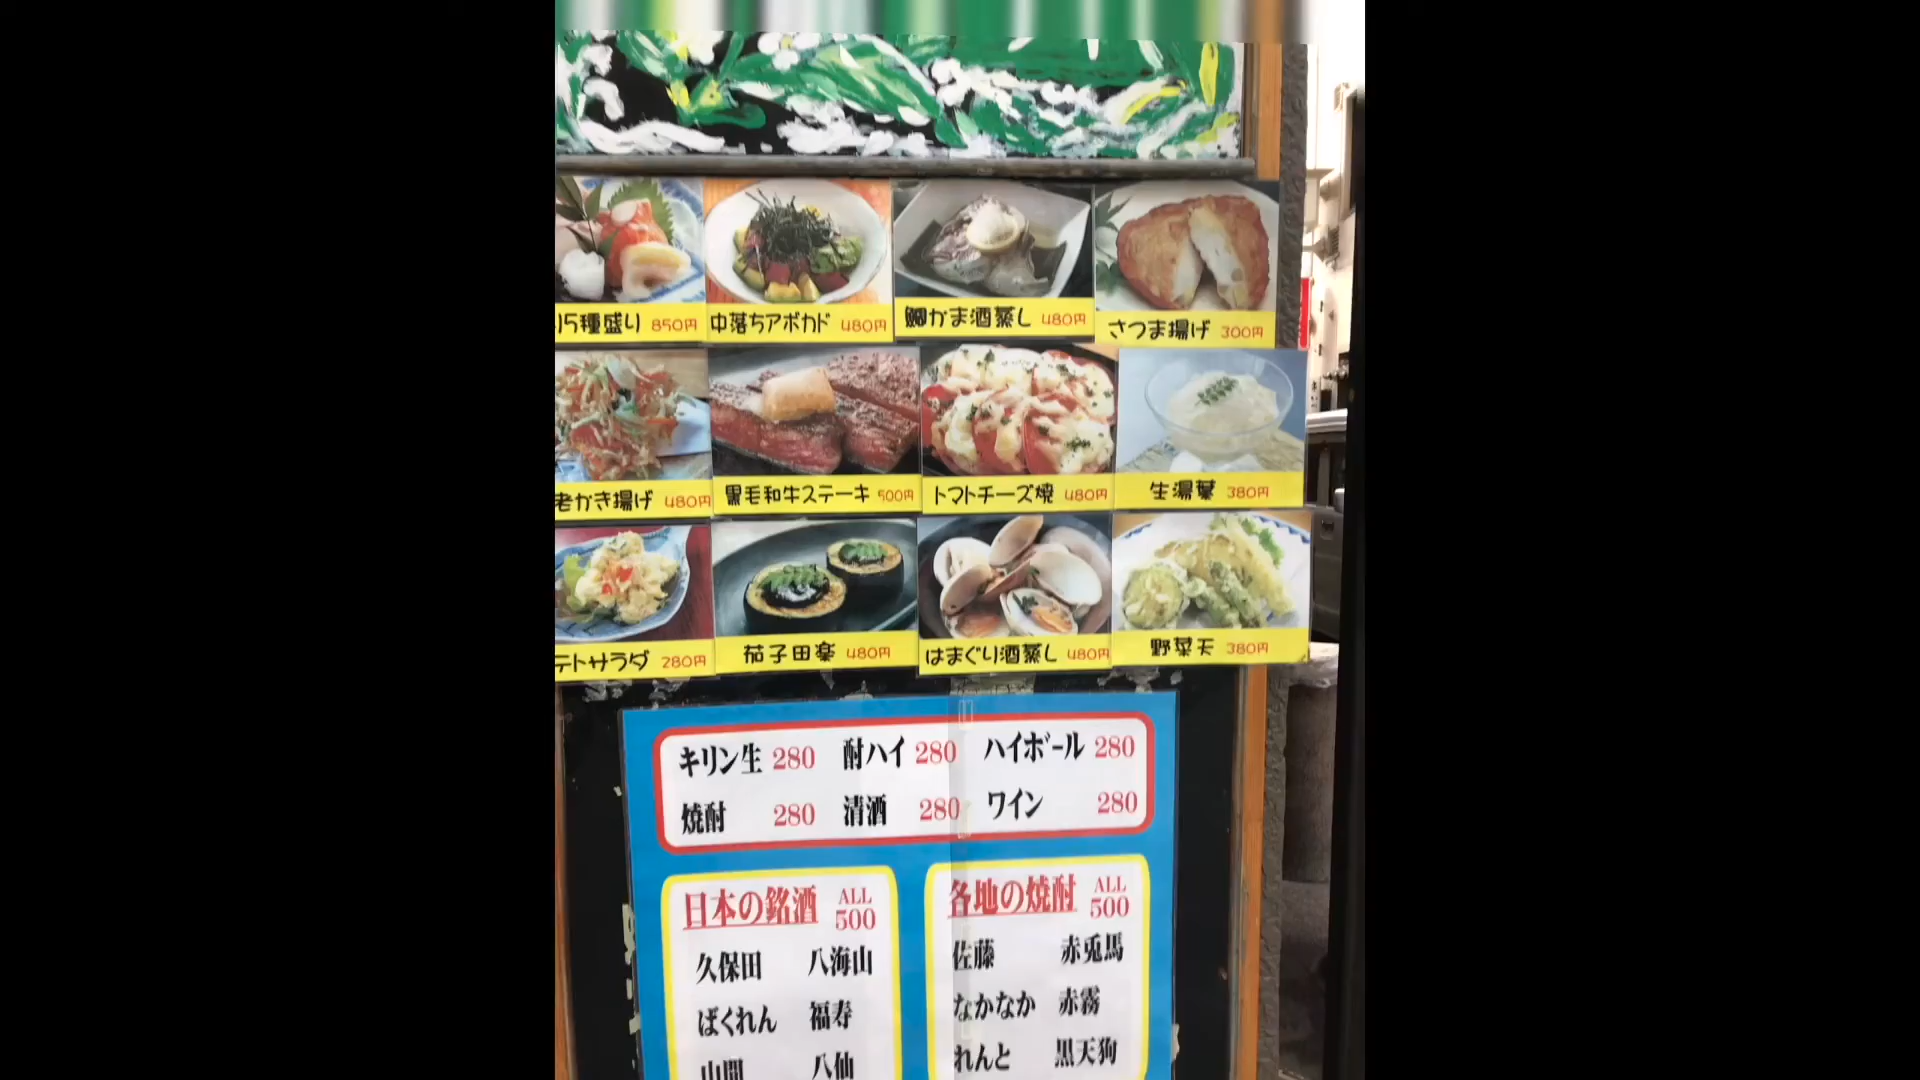 5種盛り 850円
中落ちアボカド 480円
鯛かま酒蒸し 480円
さつま揚げ 300円
老かき揚げ 480円
黒毛和牛ステーキ 500円
トマトチーズ焼 480円
生湯葉 380円
テトサラダ 280円
茄子田楽 480円
はまぐり酒蒸し 480円
野菜天 380円
キリン生 280 酎ハイ 280 ハイボール 280
焼酎 280 清酒 280 ワイン 280
日本の銘酒 ALL 500
久保田 八海山
ばくれん 福寿
山間 八仙
各地の焼酎 ALL 500
佐藤 赤兎馬
なかなか 赤霧
れんと 黒天狗